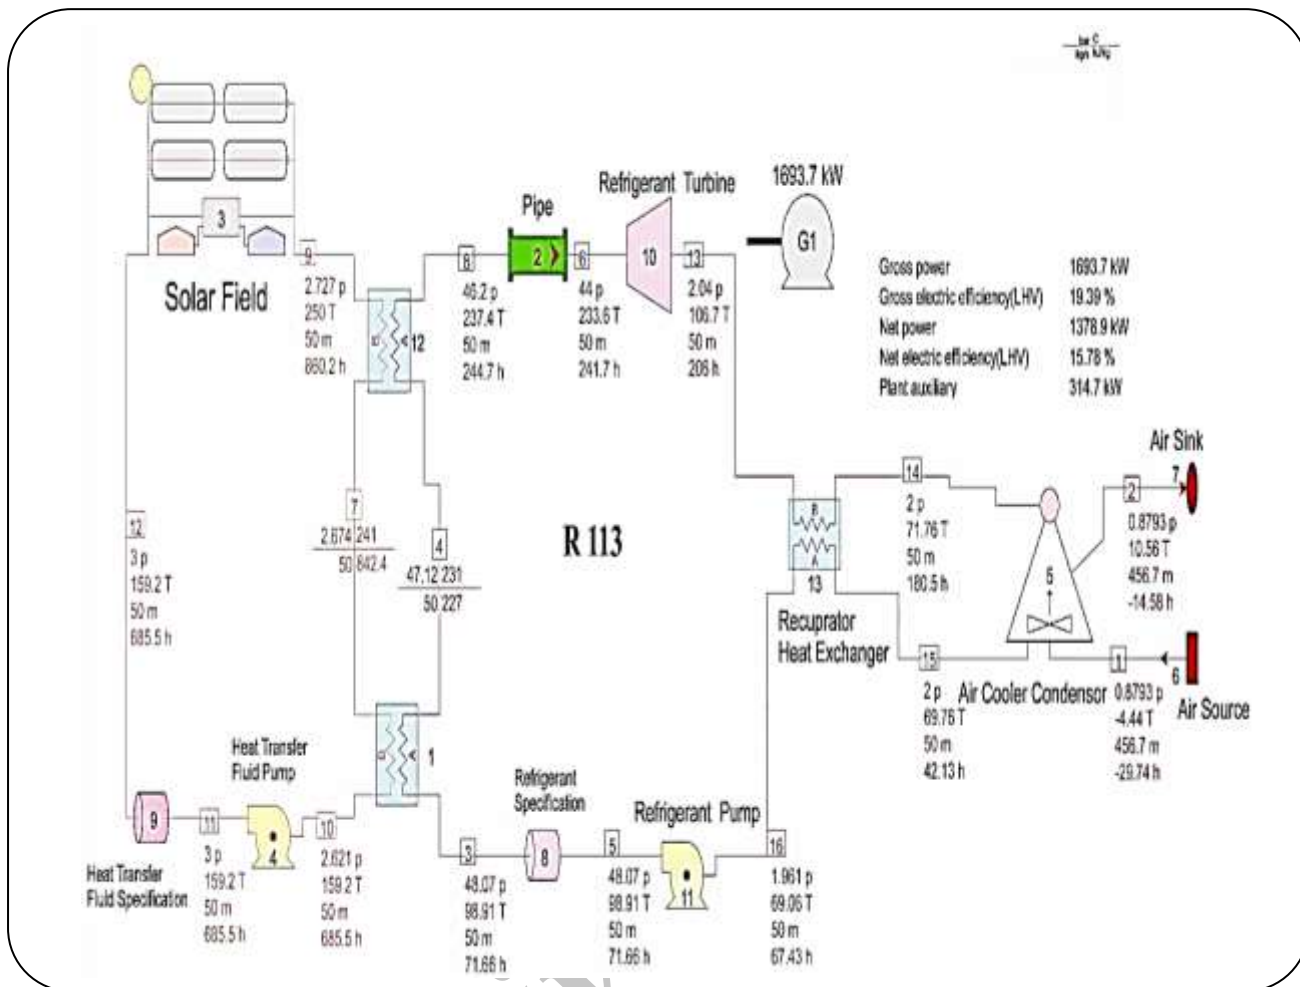 bar C
kg/s kJ/kg
3
Solar Field
9
2.727 p
250 T
50 m
860.2 h
12
8
46.2 p
237.4 T
50 m
244.7 h
Pipe
2
6
44 p
233.6 T
50 m
241.7 h
Refrigerant Turbine
10
13
2.04 p
106.7 T
50 m
206 h
1693.7 kW
G1
Gross power 1693.7 kW
Gross electric efficiency(LHV) 19.39 %
Net power 1378.9 kW
Net electric efficiency(LHV) 15.78 %
Plant auxiliary 314.7 kW
12
3 p
159.2 T
50 m
685.5 h
7
2.674 241
50 842.4
4
47.12 231
50 227
R 113
B
A
13
Recuprator
Heat Exchanger
14
2 p
71.76 T
50 m
180.5 h
5
Air Cooler Condensor
15
2 p
69.76 T
50 m
42.13 h
Air Sink
7
2
0.8793 p
10.56 T
456.7 m
-14.58 h
1
6
Air Source
0.8793 p
-4.44 T
456.7 m
-29.74 h
1
9
Heat Transfer
Fluid Specification
11
3 p
159.2 T
50 m
685.5 h
Heat Transfer
Fluid Pump
4
10
2.621 p
159.2 T
50 m
685.5 h
3
48.07 p
98.91 T
50 m
71.66 h
Refrigerant
Specification
8
5
48.07 p
98.91 T
50 m
71.66 h
Refrigerant Pump
11
16
1.961 p
69.06 T
50 m
67.43 h